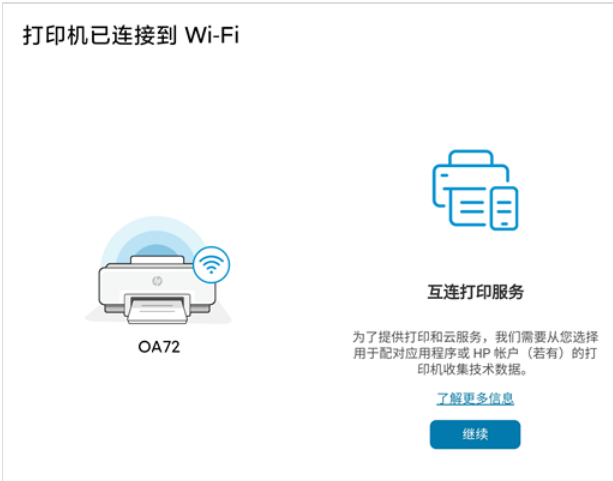 打印机已连接到 Wi-Fi
OA72
互连打印服务
为了提供打印和云服务，我们需要从您选择
用于配对应用程序或 HP 帐户（若有）的打
印机收集技术数据。
了解更多信息
继续